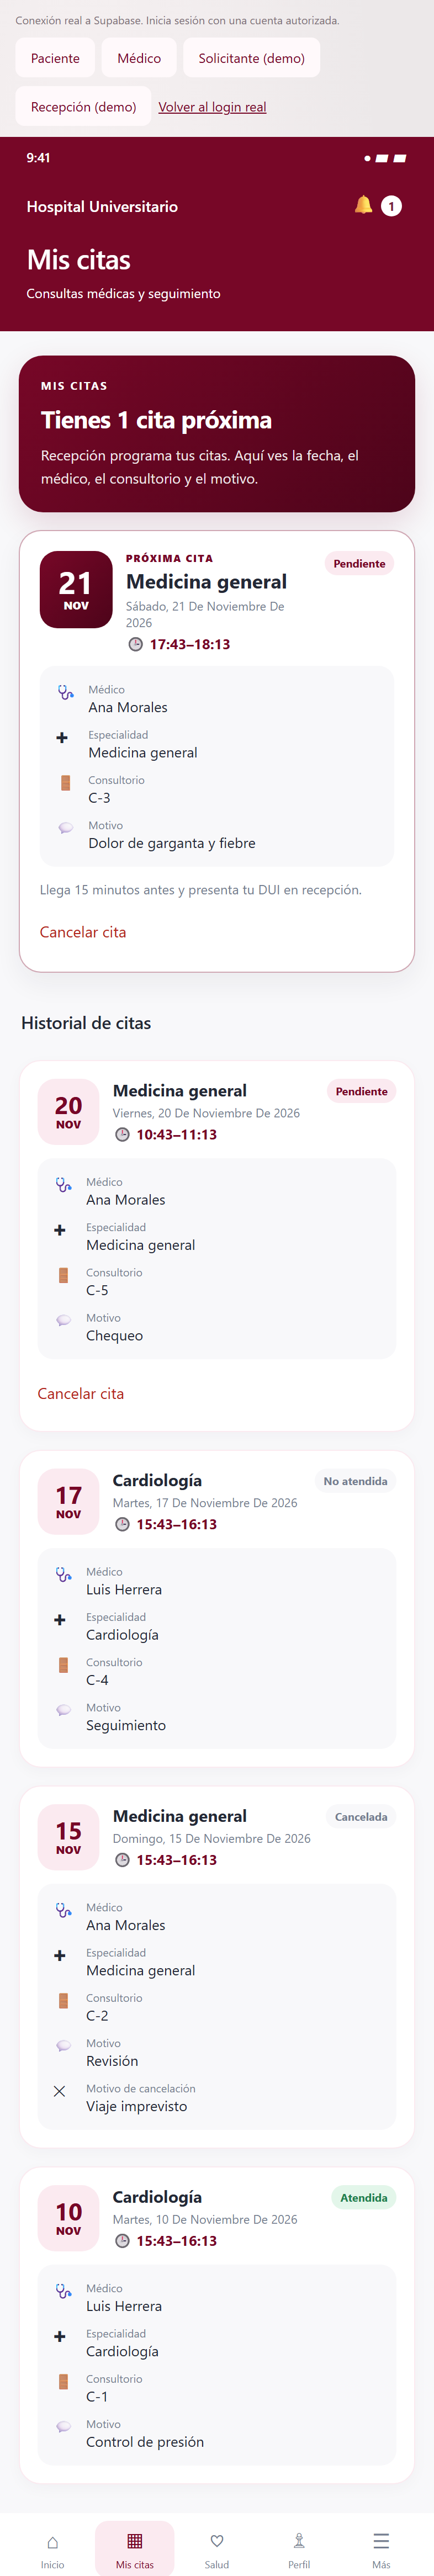 Conexión real a Supabase. Inicia sesión con una cuenta autorizada.
Paciente
Médico
Solicitante (demo)
Recepción (demo)
Volver al login real
9:41
Hospital Universitario
1
Mis citas
Consultas médicas y seguimiento
MIS CITAS
Tienes 1 cita próxima
Recepción programa tus citas. Aquí ves la fecha, el
médico, el consultorio y el motivo.
21
NOV
PRÓXIMA CITA
Medicina general
Pendiente
Sábado, 21 De Noviembre De
2026
17:43–18:13
Médico
Ana Morales
Especialidad
Medicina general
Consultorio
C-3
Motivo
Dolor de garganta y fiebre
Llega 15 minutos antes y presenta tu DUI en recepción.
Cancelar cita
Historial de citas
20
NOV
Medicina general
Pendiente
Viernes, 20 De Noviembre De 2026
10:43–11:13
Médico
Ana Morales
Especialidad
Medicina general
Consultorio
C-5
Motivo
Chequeo
Cancelar cita
17
NOV
Cardiología
No atendida
Martes, 17 De Noviembre De 2026
15:43–16:13
Médico
Luis Herrera
Especialidad
Cardiología
Consultorio
C-4
Motivo
Seguimiento
15
NOV
Medicina general
Cancelada
Domingo, 15 De Noviembre De 2026
15:43–16:13
Médico
Ana Morales
Especialidad
Medicina general
Consultorio
C-2
Motivo
Revisión
Motivo de cancelación
Viaje imprevisto
10
NOV
Cardiología
Atendida
Martes, 10 De Noviembre De 2026
15:43–16:13
Médico
Luis Herrera
Especialidad
Cardiología
Consultorio
C-1
Motivo
Control de presión
Inicio
Mis citas
Salud
Perfil
Más